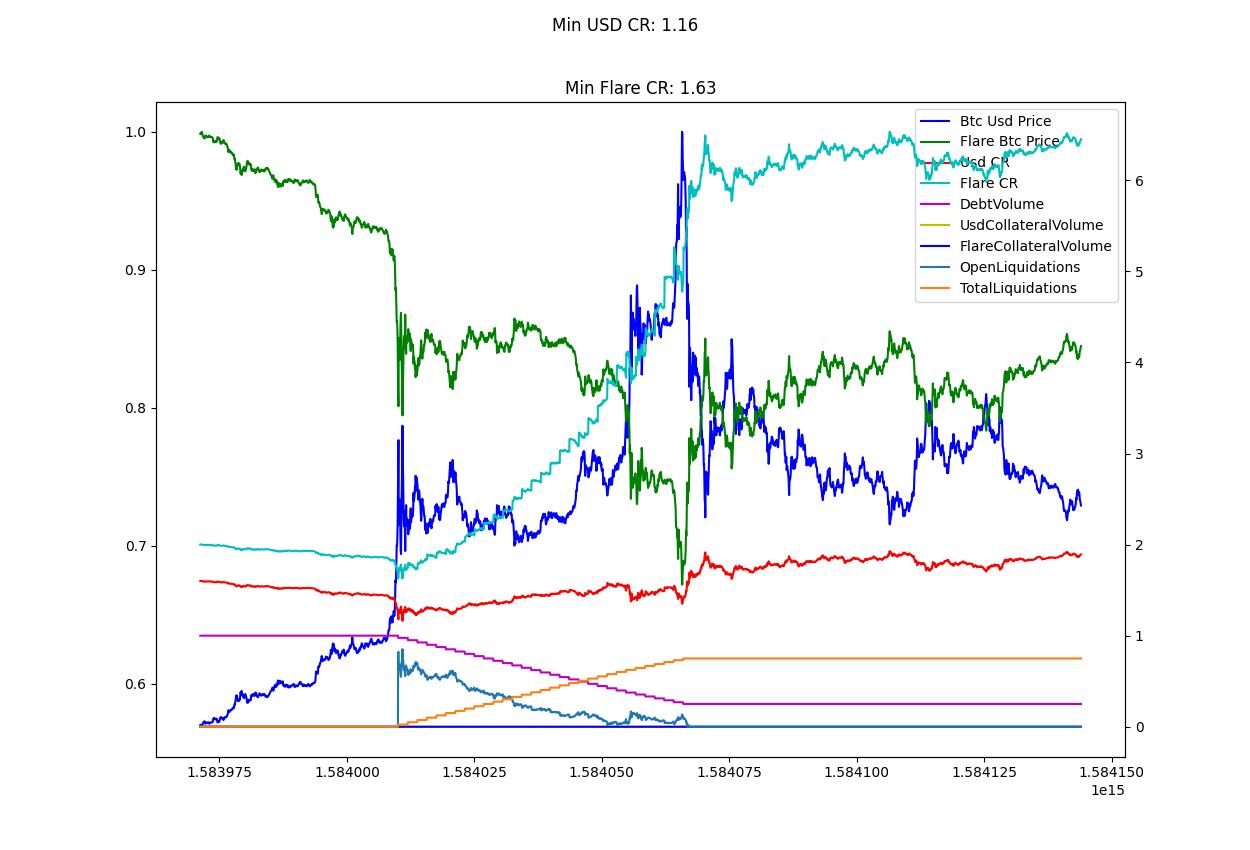 Min USD CR: 1.16
Min Flare CR: 1.63
1.0
0.9
0.8
0.7
0.6
Btc Usd Price
Flare Btc Price
Usd CR
Flare CR
DebtVolume
UsdCollateralVolume
FlareCollateralVolume
OpenLiquidations
TotalLiquidations
6
5
4
3
2
1
0
1.583975 1.584000 1.584025 1.584050 1.584075 1.584100 1.584125 1.584150
1e15